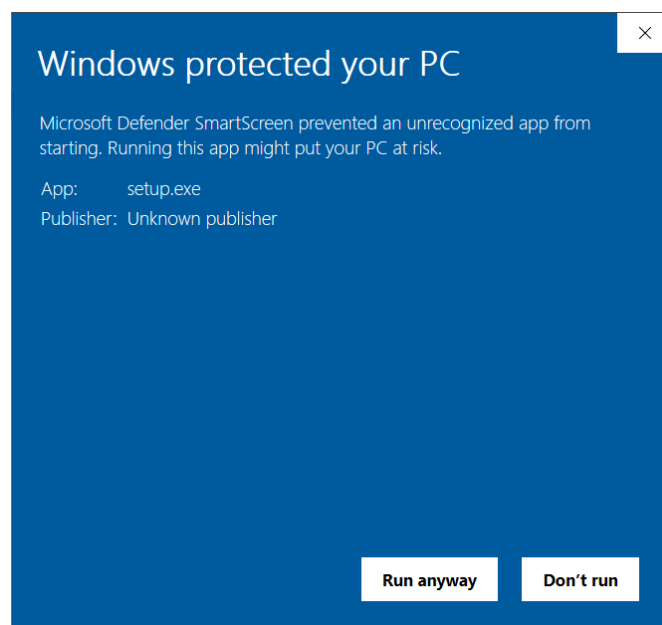 Windows protected your PC
Microsoft Defender SmartScreen prevented an unrecognized app from
starting. Running this app might put your PC at risk.
App: setup.exe
Publisher: Unknown publisher
Run anyway Don’t run